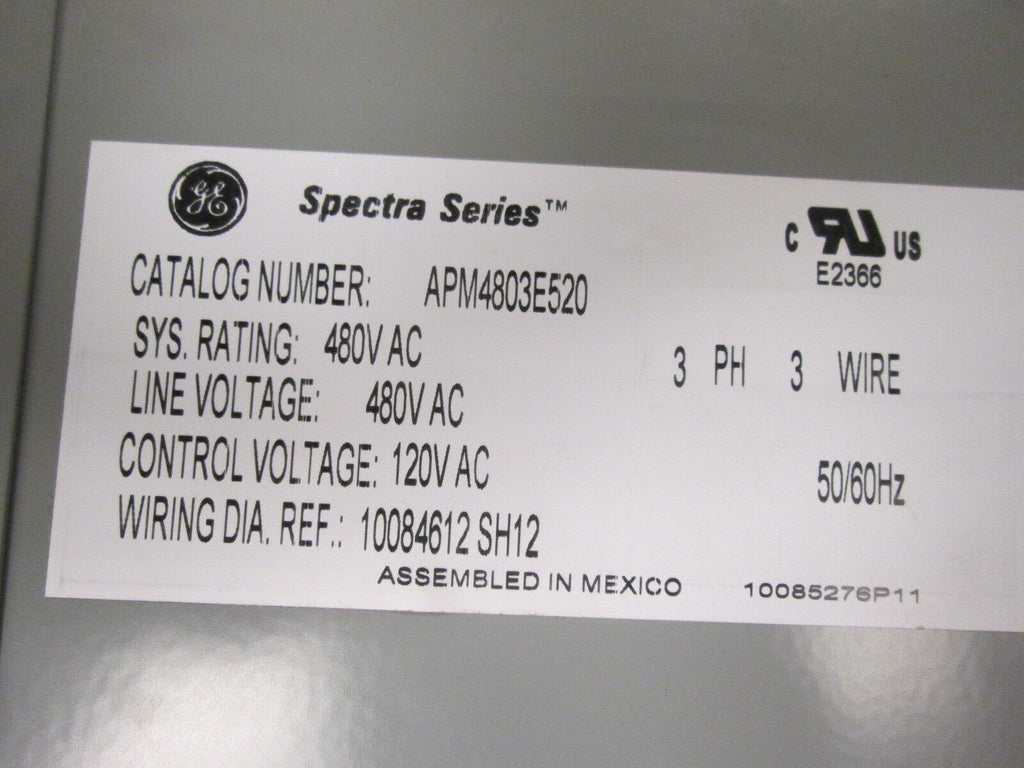 GE Spectra Series™
C RU US
E2366
CATALOG NUMBER: APM4803E520
SYS. RATING: 480V AC 3 PH 3 WIRE
LINE VOLTAGE: 480V AC
CONTROL VOLTAGE: 120V AC 50/60Hz
WIRING DIA. REF.: 10084612 SH12
ASSEMBLED IN MEXICO 10085276P11